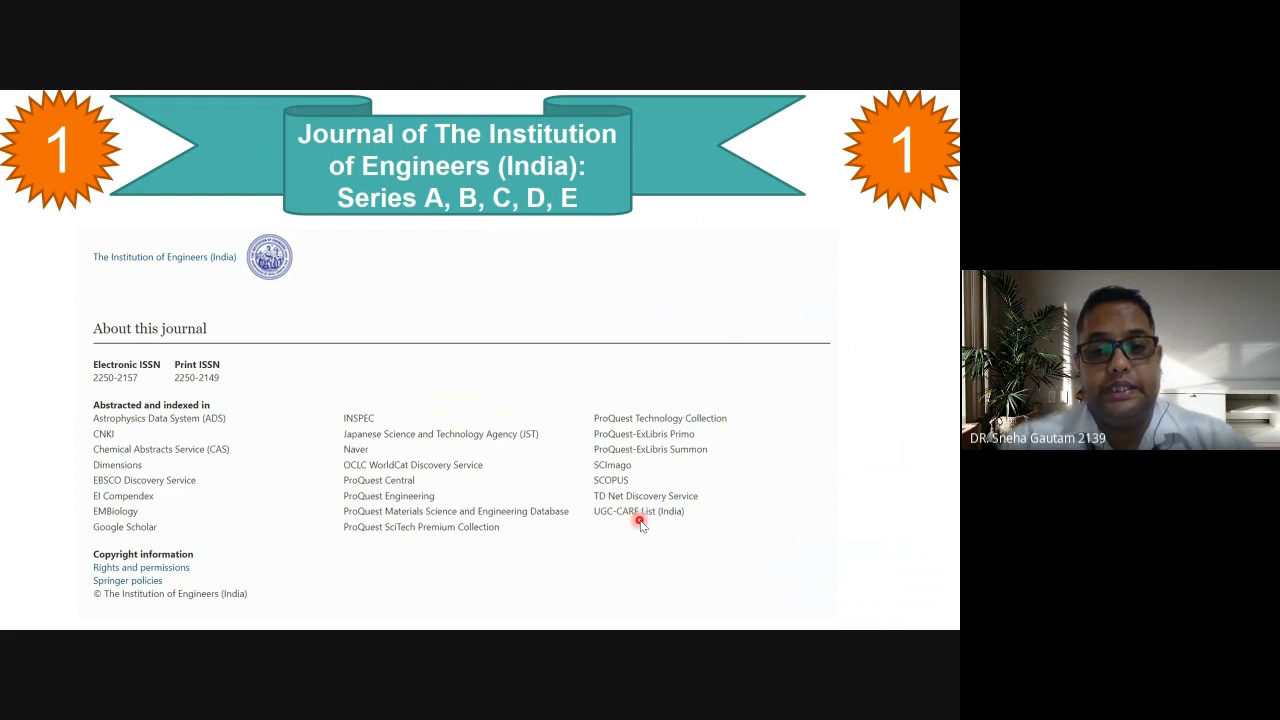 1
Journal of The Institution
of Engineers (India):
Series A, B, C, D, E
1
The Institution of Engineers (India)
About this journal
Electronic ISSN Print ISSN
2250-2157 2250-2149
Abstracted and indexed in
Astrophysics Data System (ADS)
CNKI
Chemical Abstracts Service (CAS)
Dimensions
EBSCO Discovery Service
EI Compendex
EMBiology
Google Scholar
INSPEC
Japanese Science and Technology Agency (JST)
Naver
OCLC WorldCat Discovery Service
ProQuest Central
ProQuest Engineering
ProQuest Materials Science and Engineering Database
ProQuest SciTech Premium Collection
ProQuest Technology Collection
ProQuest-ExLibris Primo
ProQuest-ExLibris Summon
SCImago
SCOPUS
TD Net Discovery Service
UGC-CARE List (India)
Copyright information
Rights and permissions
Springer policies
© The Institution of Engineers (India)
DR. Sneha Gautam 2139